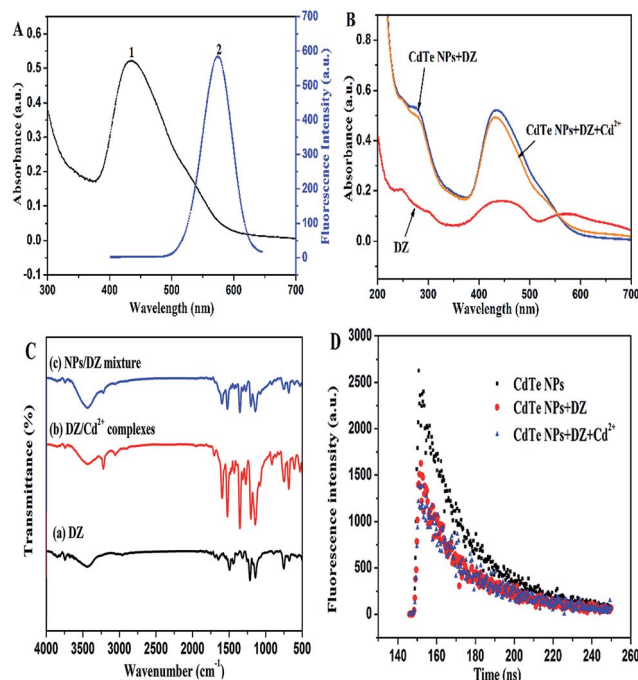 A
1
2
Absorbance (a.u.)
0.6
0.5
0.4
0.3
0.2
0.1
0.0
-0.1
300 400 500 600 700
Wavelength (nm)
700
600
500
400
300
200
100
0
Fluorescence Intensity (a.u.)
B
CdTe NPs+DZ
CdTe NPs+DZ+Cd²⁺
DZ
Absorbance (a.u.)
0.8
0.6
0.4
0.2
0.0
200 300 400 500 600 700
Wavelength (nm)
C
(c) NPs/DZ mixture
(b) DZ/Cd²⁺ complexes
(a) DZ
Transmittance (%)
4000 3500 3000 2500 2000 1500 1000 500
Wavenumber (cm⁻¹)
D
CdTe NPs
CdTe NPs+DZ
CdTe NPs+DZ+Cd²⁺
Fluorescence intensity (a.u.)
3000
2500
2000
1500
1000
500
0
140 160 180 200 220 240 260
Time (ns)